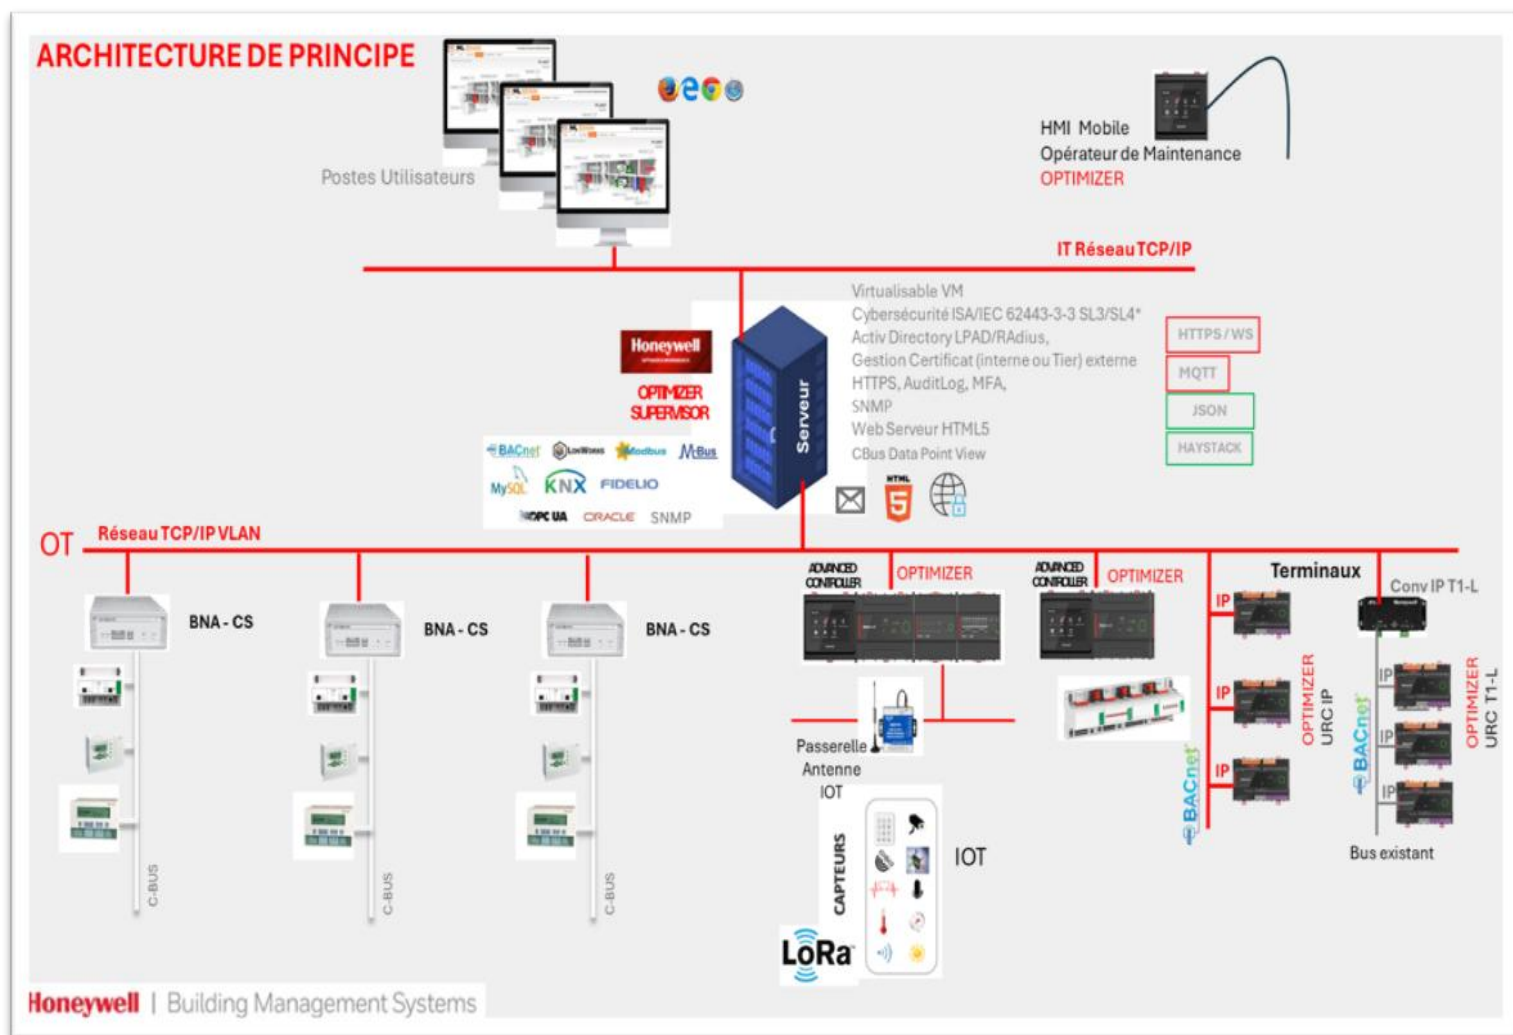 ARCHITECTURE DE PRINCIPE
Postes Utilisateurs
HMI Mobile
Opérateur de Maintenance
OPTIMIZER
IT Réseau TCP/IP
Honeywell
OPTIMIZER
SUPERVISOR
Serveur
Virtualisable VM
Cybersécurité ISA/IEC 62443-3-3 SL3/SL4*
Activ Directory LPAD/RAdius,
Gestion Certificat (interne ou Tier) externe
HTTPS, AuditLog, MFA,
SNMP
Web Serveur HTML5
CBus Data Point View
HTTPS / WS
MQTT
JSON
HAYSTACK
BACnet LonWorks Modbus M-Bus
MySQL KNX FIDELIO
OPC UA ORACLE SNMP
HTML
5
OT Réseau TCP/IP VLAN
BNA - CS
C-BUS
BNA - CS
C-BUS
BNA - CS
C-BUS
ADVANCED
CONTROLLER
OPTIMIZER
Passerelle
Antenne
IOT
CAPTEURS
IOT
LoRa
ADVANCED
CONTROLLER
OPTIMIZER
Terminaux
IP
IP
IP
BACnet
OPTIMIZER
URC IP
Conv IP T1-L
IP
IP
IP
BACnet
OPTIMIZER
URC T1-L
Bus existant
Honeywell | Building Management Systems